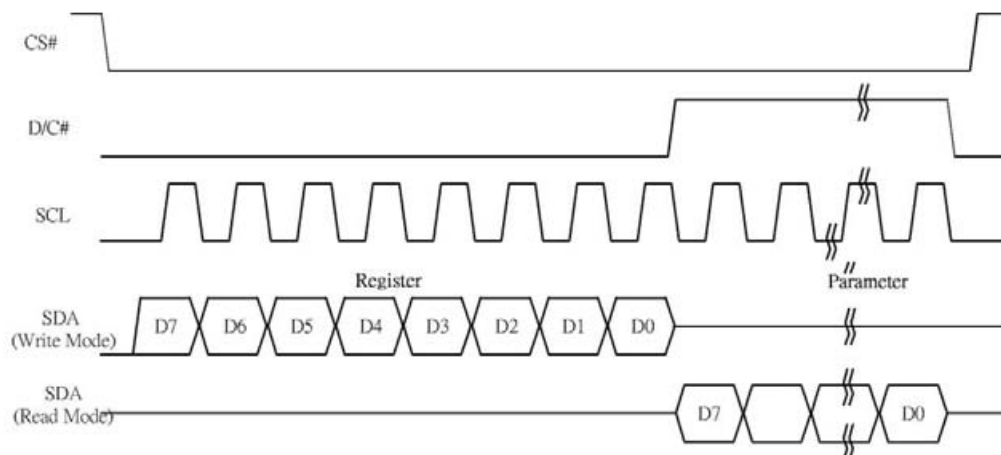 CS#
D/C#
SCL
Register
Parameter
SDA
(Write Mode)
D7 D6 D5 D4 D3 D2 D1 D0
SDA
(Read Mode)
D7 D0